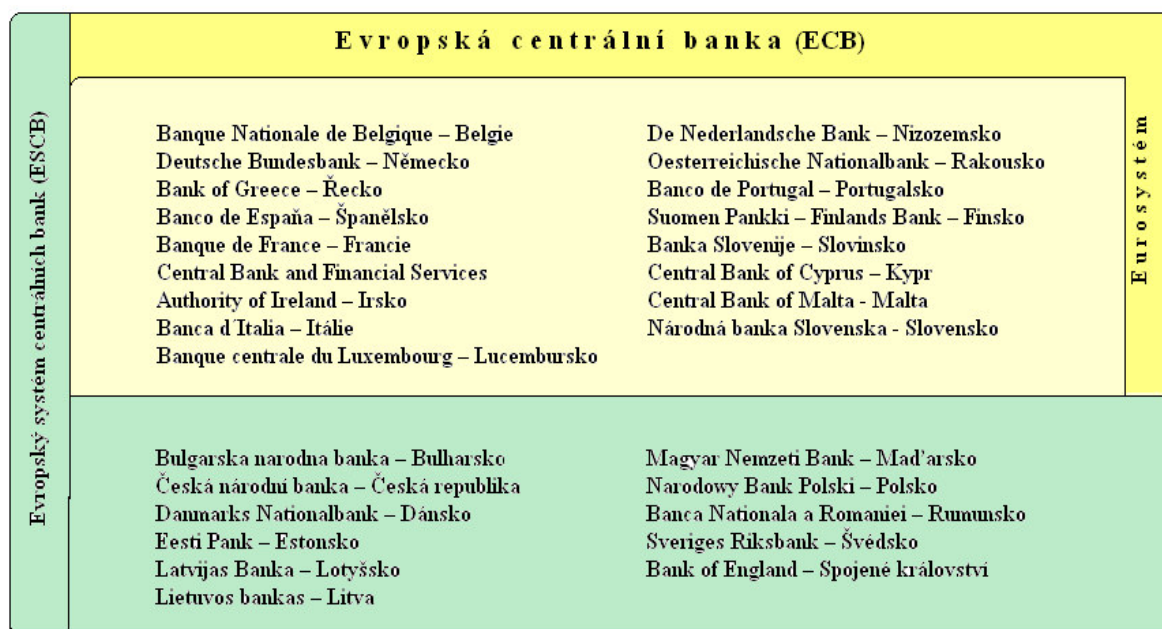 Evropská centrální banka (ECB)
Evropský systém centrálních bank (ESCB)
Eurosystém
Banque Nationale de Belgique – Belgie
Deutsche Bundesbank – Německo
Bank of Greece – Řecko
Banco de Espaňa – Španělsko
Banque de France – Francie
Central Bank and Financial Services
Authority of Ireland – Irsko
Banca d´Italia – Itálie
Banque centrale du Luxembourg – Lucembursko
De Nederlandsche Bank – Nizozemsko
Oesterreichische Nationalbank – Rakousko
Banco de Portugal – Portugalsko
Suomen Pankki – Finlands Bank – Finsko
Banka Slovenije – Slovinsko
Central Bank of Cyprus – Kypr
Central Bank of Malta - Malta
Národná banka Slovenska - Slovensko
Bulgarska narodna banka – Bulharsko
Česká národní banka – Česká republika
Danmarks Nationalbank – Dánsko
Eesti Pank – Estonsko
Latvijas Banka – Lotyšsko
Lietuvos bankas – Litva
Magyar Nemzeti Bank – Maďarsko
Narodowy Bank Polski – Polsko
Banca Nationala a Romaniei – Rumunsko
Sveriges Riksbank – Švédsko
Bank of England – Spojené království